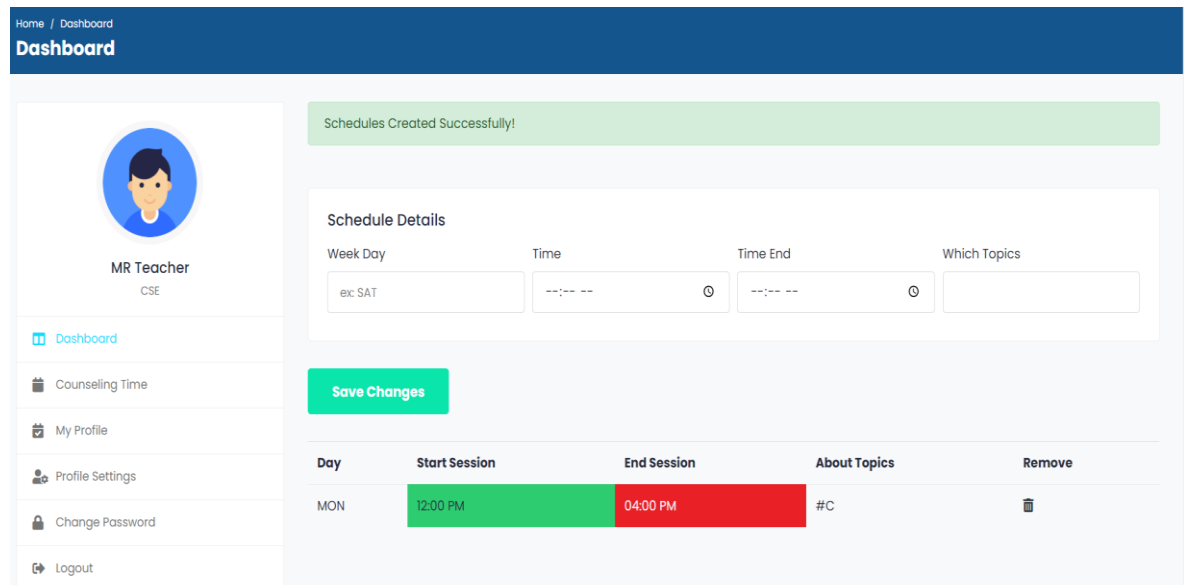 Home / Dashboard
Dashboard
MR Teacher
CSE
Dashboard
Counseling Time
My Profile
Profile Settings
Change Password
Logout
Schedules Created Successfully!
Schedule Details
Week Day Time Time End Which Topics
ex: SAT --:-- -- --:-- --
Save Changes
Day Start Session End Session About Topics Remove
MON 12:00 PM 04:00 PM #C